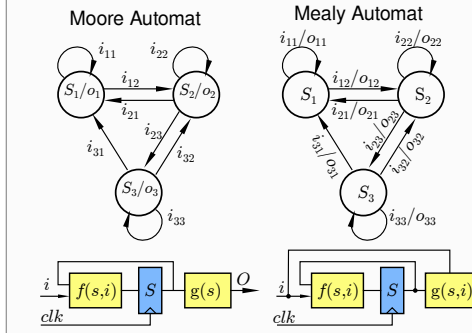 Moore Automat
Mealy Automat
i₁₁
i₂₂
S₁/o₁
i₁₂
S₂/o₂
i₂₁
i₃₁
i₂₃
i₃₂
S₃/o₃
i₃₃
i₁₁/o₁₁
i₂₂/o₂₂
S₁
i₁₂/o₁₂
S₂
i₂₁/o₂₁
i₃₁/o₃₁
i₂₃/o₂₃
i₃₂/o₃₂
S₃
i₃₃/o₃₃
i f(s,i) S g(s) O
clk
i f(s,i) S g(s,i)
clk